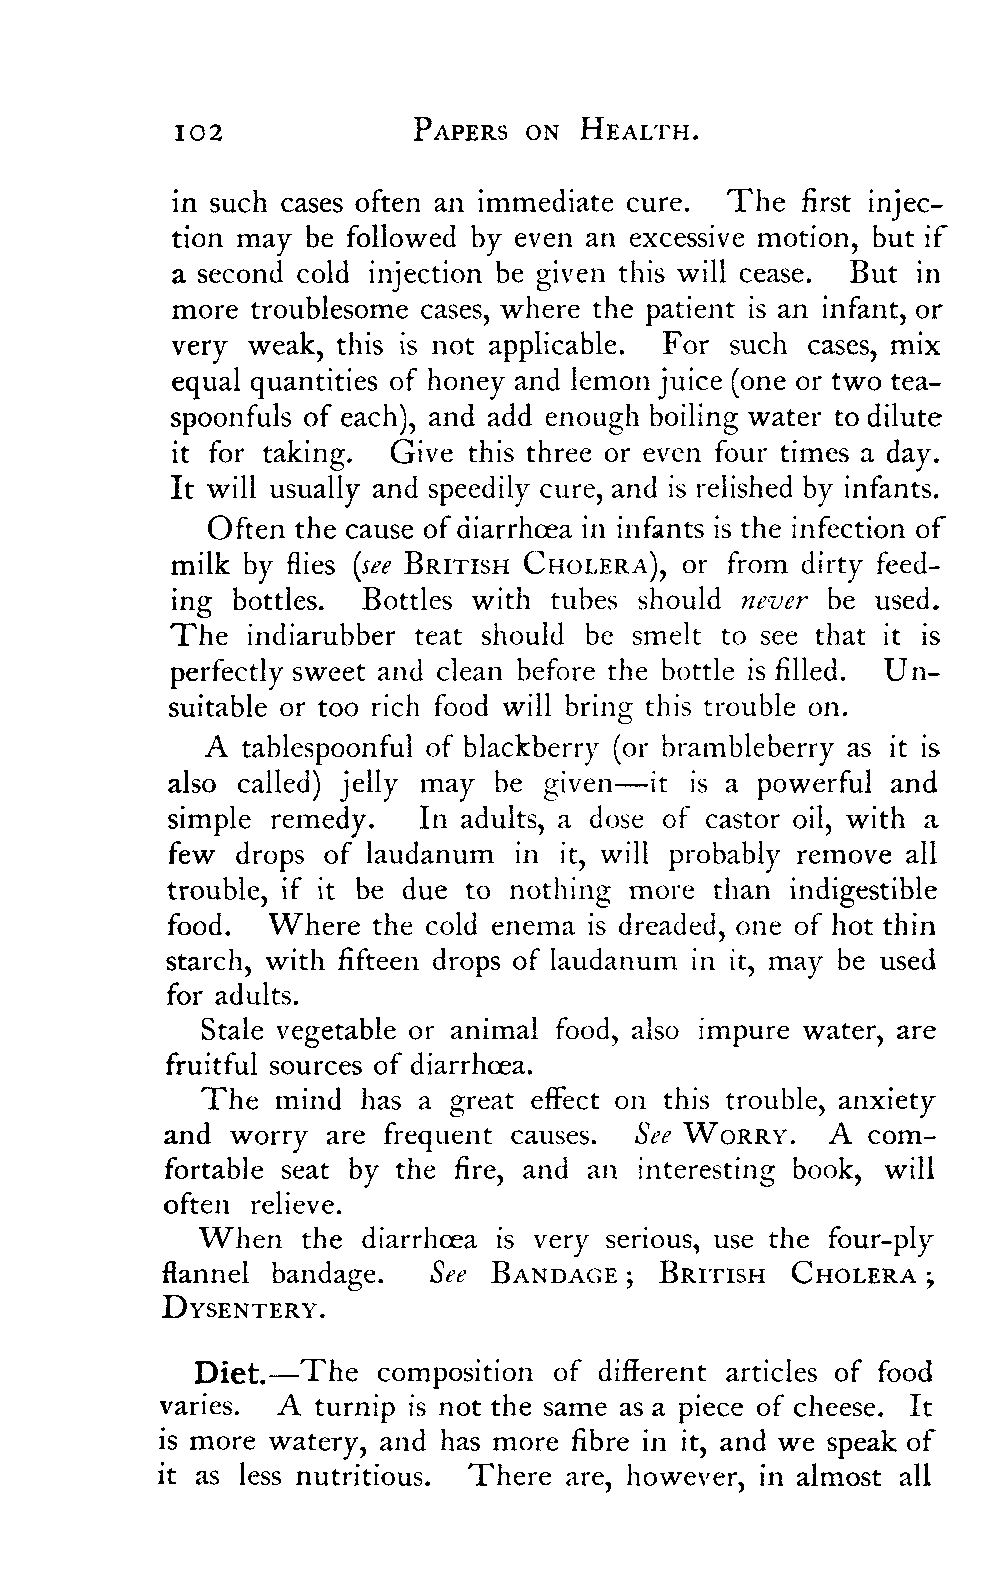 102 PAPERS ON HEALTH.
in such cases often an immediate cure. The first injec-
tion may be followed by even an excessive motion, but if
a second cold injection be given this will cease. But in
more troublesome cases, where the patient is an infant, or
very weak, this is not applicable. For such cases, mix
equal quantities of honey and lemon juice (one or two tea-
spoonfuls of each), and add enough boiling water to dilute
it for taking. Give this three or even four times a day.
It will usually and speedily cure, and is relished by infants.
Often the cause of diarrhœa in infants is the infection of
milk by flies (see BRITISH CHOLERA), or from dirty feed-
ing bottles. Bottles with tubes should never be used.
The indiarubber teat should be smelt to see that it is
perfectly sweet and clean before the bottle is filled. Un-
suitable or too rich food will bring this trouble on.
A tablespoonful of blackberry (or brambleberry as it is
also called) jelly may be given—it is a powerful and
simple remedy. In adults, a dose of castor oil, with a
few drops of laudanum in it, will probably remove all
trouble, if it be due to nothing more than indigestible
food. Where the cold enema is dreaded, one of hot thin
starch, with fifteen drops of laudanum in it, may be used
for adults.
Stale vegetable or animal food, also impure water, are
fruitful sources of diarrhœa.
The mind has a great effect on this trouble, anxiety
and worry are frequent causes. See WORRY. A com-
fortable seat by the fire, and an interesting book, will
often relieve.
When the diarrhœa is very serious, use the four-ply
flannel bandage. See BANDAGE; BRITISH CHOLERA;
DYSENTERY.
Diet.—The composition of different articles of food
varies. A turnip is not the same as a piece of cheese. It
is more watery, and has more fibre in it, and we speak of
it as less nutritious. There are, however, in almost all